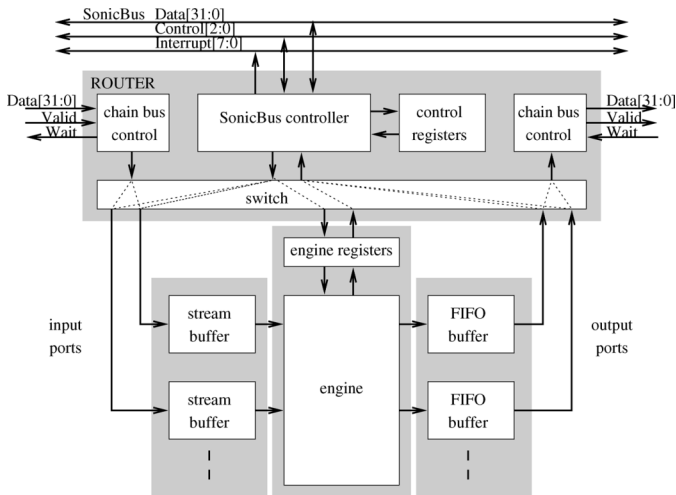 SonicBus Data[31:0]
Control[2:0]
Interrupt[7:0]
ROUTER
Data[31:0]
Valid
Wait
chain bus
control
SonicBus controller
control
registers
chain bus
control
Data[31:0]
Valid
Wait
switch
engine registers
input
ports
stream
buffer
stream
buffer
engine
FIFO
buffer
FIFO
buffer
output
ports